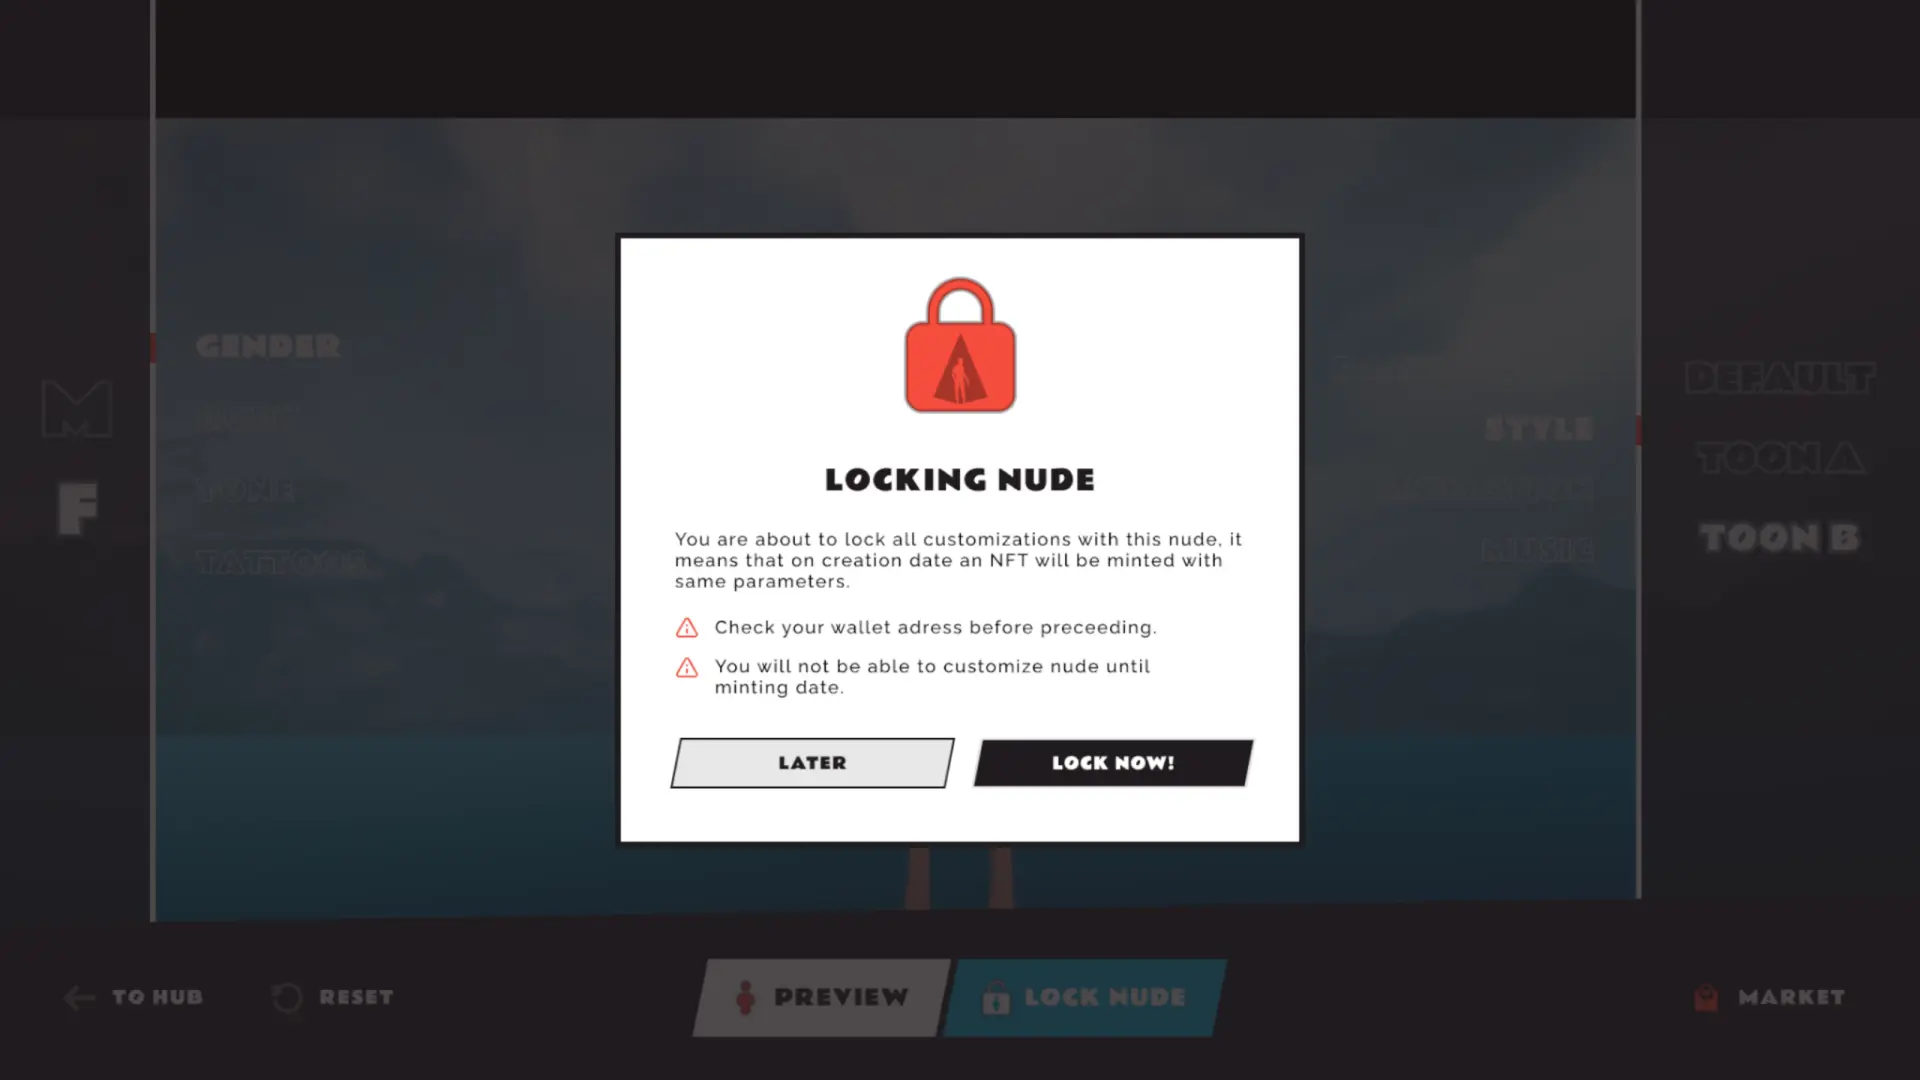 GENDER
TONE
TATTOOS
M
F
STYLE
MUSIC
DEFAULT
TOON A
TOON B
LOCKING NUDE
You are about to lock all customizations with this nude, it
means that on creation date an NFT will be minted with
same parameters.
Check your wallet adress before preceeding.
You will not be able to customize nude until
minting date.
LATER
LOCK NOW!
TO HUB
RESET
PREVIEW
LOCK NUDE
MARKET